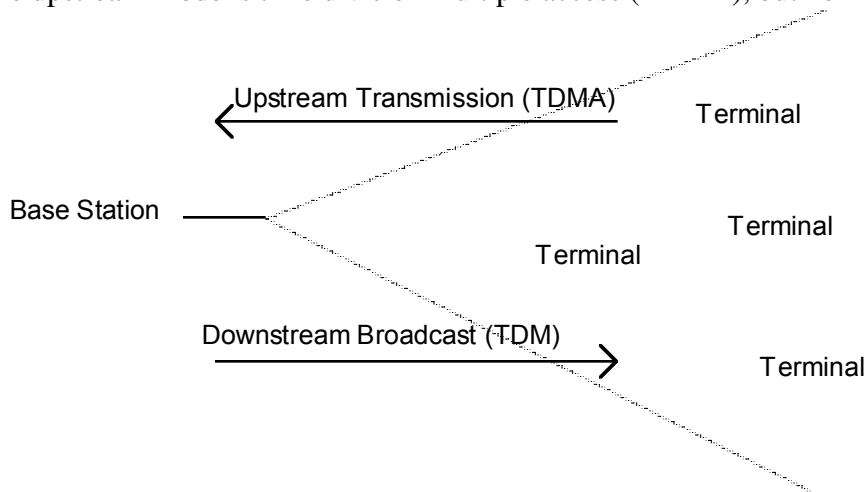 Upstream Transmission (TDMA)
Terminal
Base Station
Terminal
Terminal
Downstream Broadcast (TDM)
Terminal